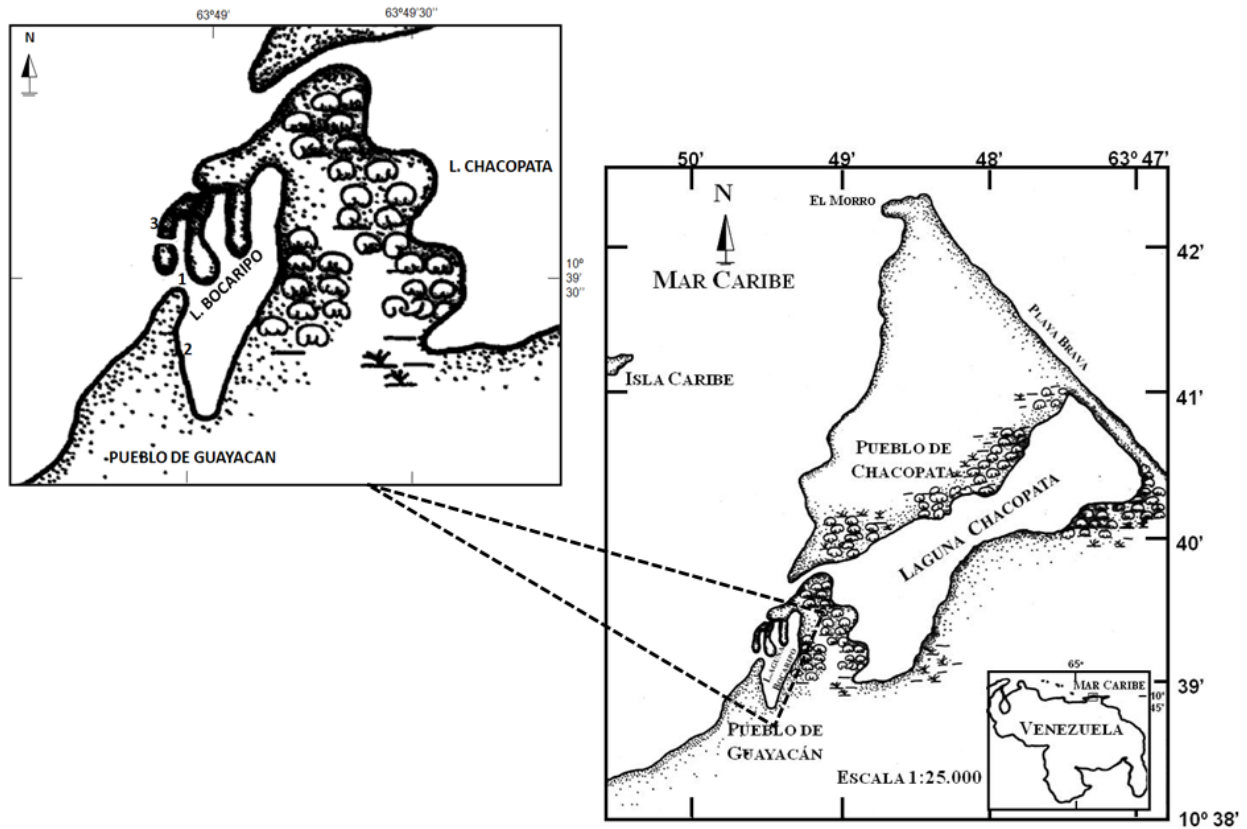 63º49'
63º49'30''
N
L. CHACOPATA
3
10º
39'
30''
1
L. BOCARIPO
2
PUEBLO DE GUAYACAN
50'
49'
48'
63º 47'
EL MORRO
N
42'
MAR CARIBE
PLAYA BRAVA
ISLA CARIBE
41'
PUEBLO DE
CHACOPATA
LAGUNA CHACOPATA
40'
LAGUNA
BOCARIPO
39'
PUEBLO DE
GUAYACÁN
65º
MAR CARIBE
10º
45'
VENEZUELA
ESCALA 1:25.000
10º 38'